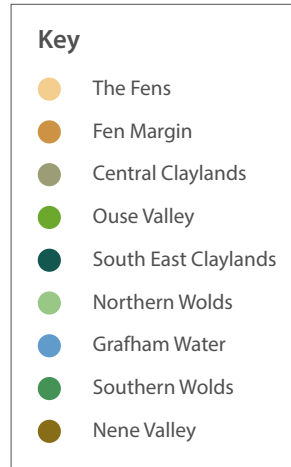 Key
The Fens
Fen Margin
Central Claylands
Ouse Valley
South East Claylands
Northern Wolds
Grafham Water
Southern Wolds
Nene Valley